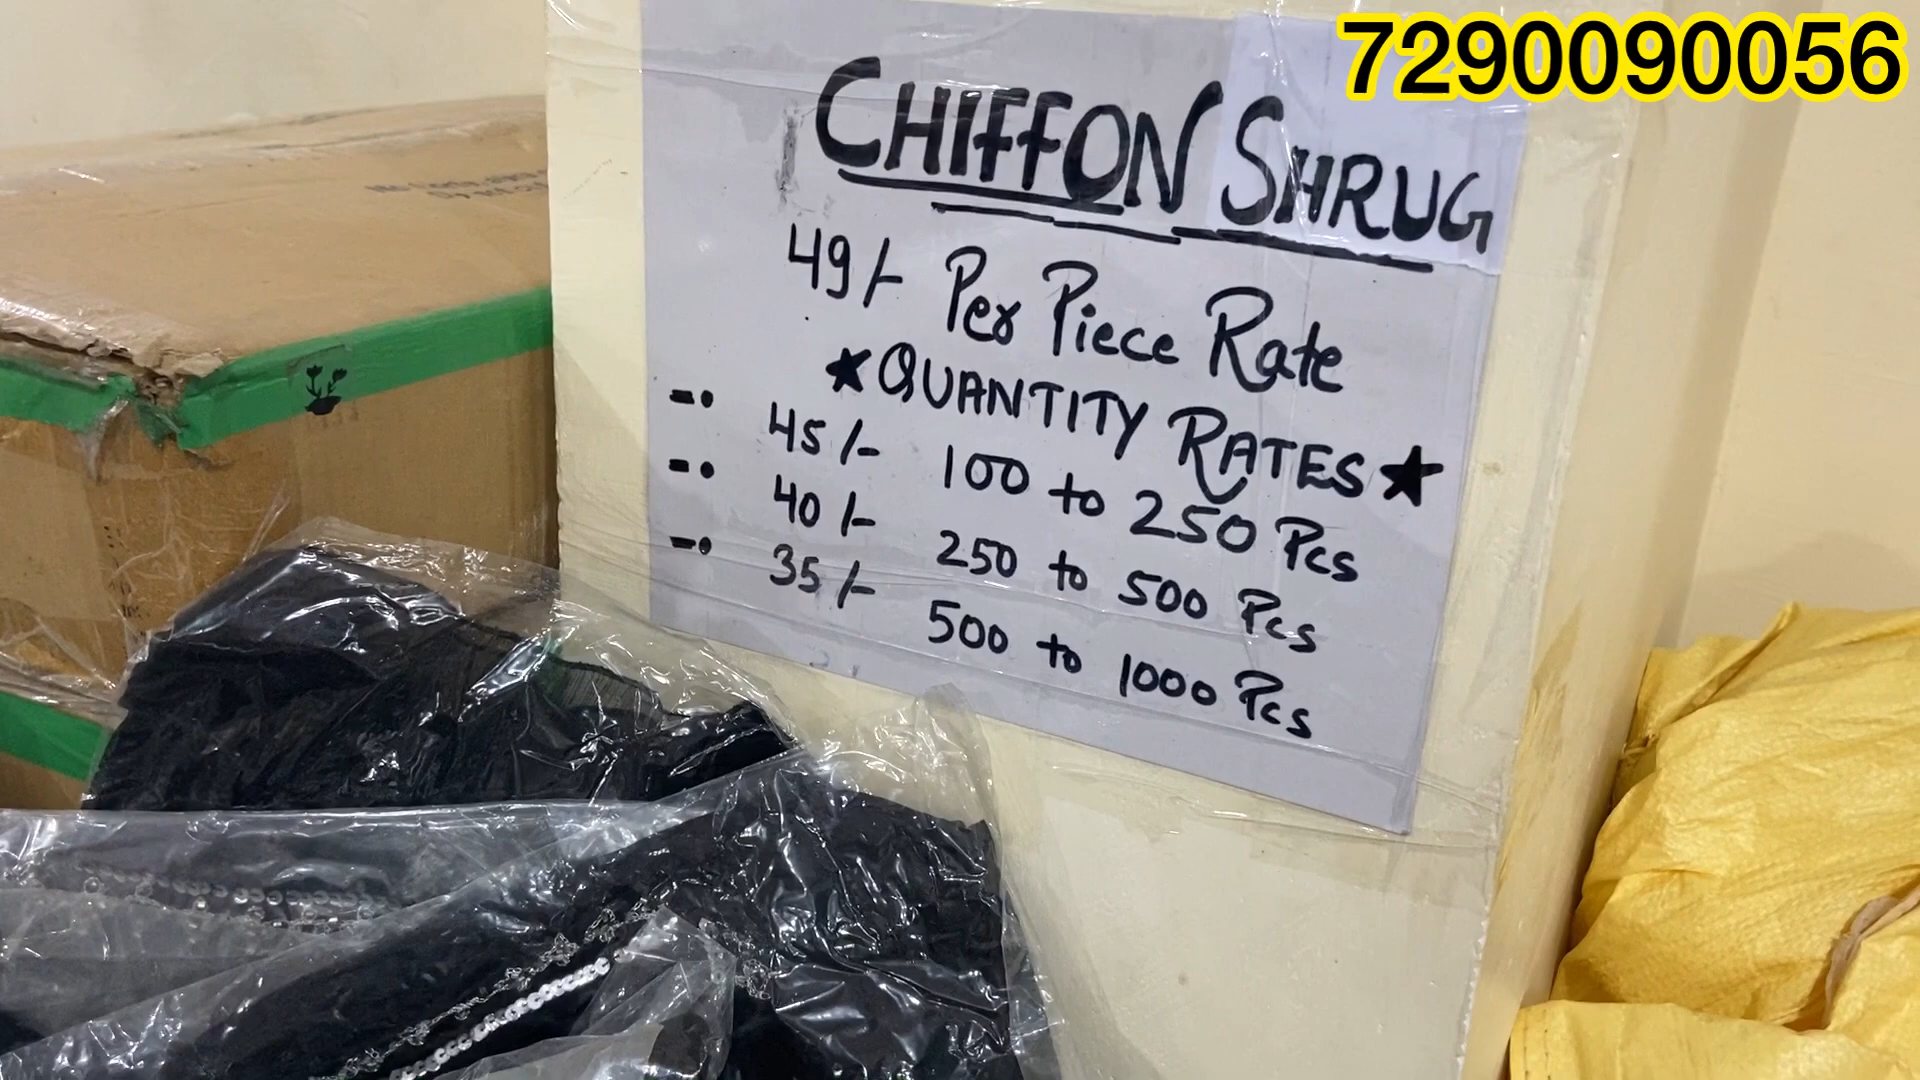 7290090056
CHIFFON SHRUG
49/- Per Piece Rate
★ QUANTITY RATES ★
-• 45/- 100 to 250 Pcs
-• 40/- 250 to 500 Pcs
-• 35/- 500 to 1000 Pcs